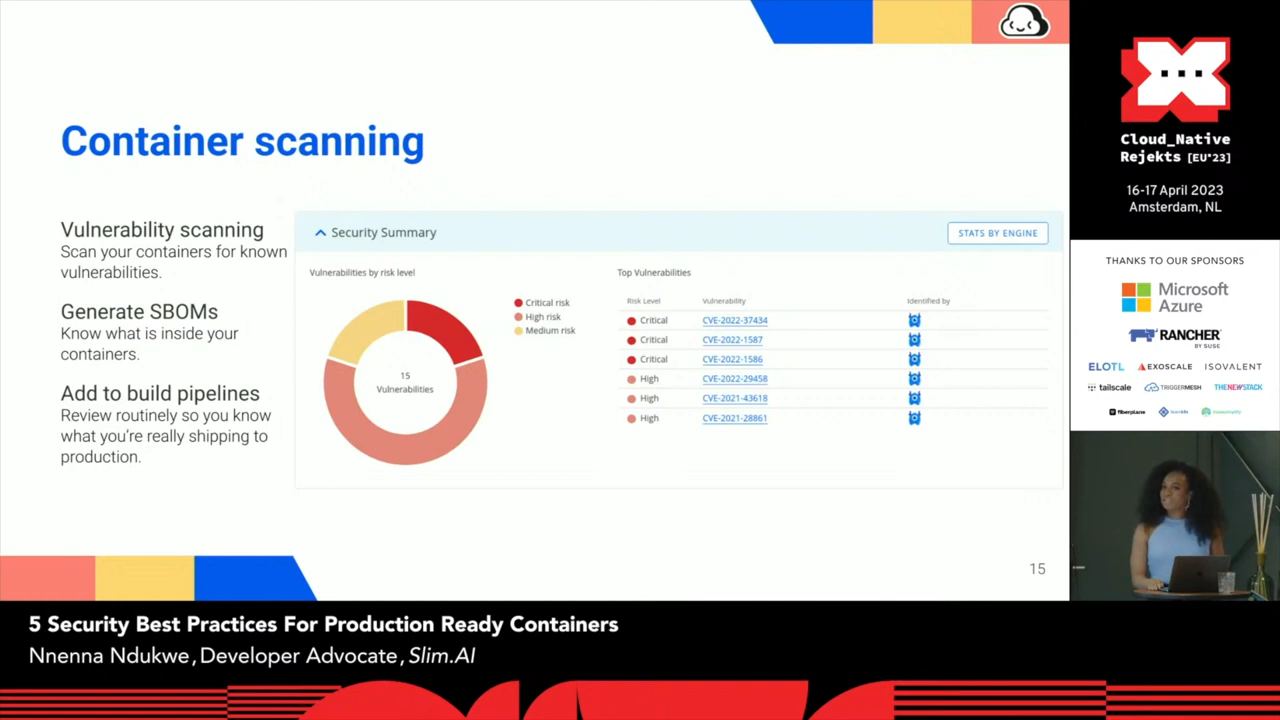 Container scanning
Vulnerability scanning
Scan your containers for known
vulnerabilities.
Generate SBOMs
Know what is inside your
containers.
Add to build pipelines
Review routinely so you know
what you're really shipping to
production.
Security Summary
STATS BY ENGINE
Vulnerabilities by risk level
15
Vulnerabilities
Critical risk
High risk
Medium risk
Top Vulnerabilities
Risk Level Vulnerability Identified by
Critical CVE-2022-37434
Critical CVE-2022-1587
Critical CVE-2022-1586
High CVE-2022-29458
High CVE-2021-43618
High CVE-2021-28861
15
Cloud_Native
Rejekts [EU'23]
16-17 April 2023
Amsterdam, NL
THANKS TO OUR SPONSORS
Microsoft
Azure
RANCHER
BY SUSE
ELOTL EXOSCALE ISOVALENT
tailscale TRIGGERMESH THENEWSTACK
fiberplane
5 Security Best Practices For Production Ready Containers
Nnenna Ndukwe, Developer Advocate, Slim.AI